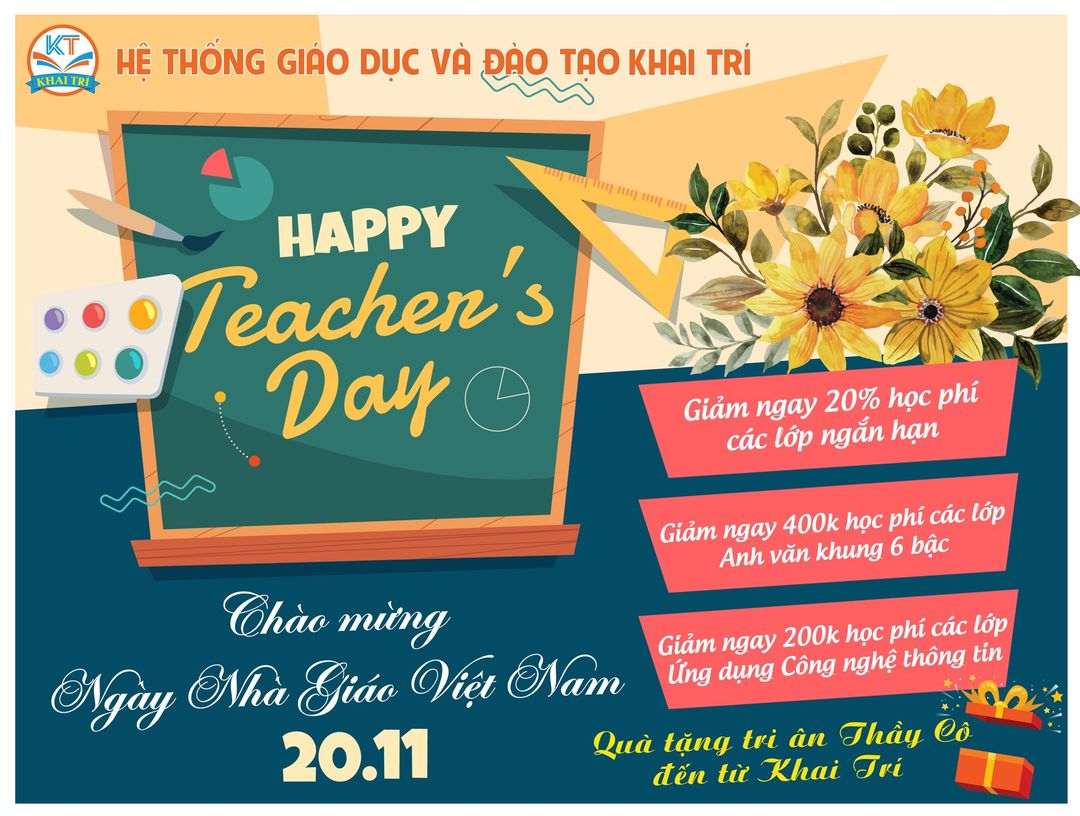 KT
KHAI TRÍ
HỆ THỐNG GIÁO DỤC VÀ ĐÀO TẠO KHAI TRÍ
HAPPY
Teacher's
Day
Giảm ngay 20% học phí
các lớp ngắn hạn
Giảm ngay 400k học phí các lớp
Anh văn khung 6 bậc
Giảm ngay 200k học phí các lớp
Ứng dụng Công nghệ thông tin
Chào mừng
Ngày Nhà Giáo Việt Nam
20.11
Quà tặng tri ân Thầy Cô
đến từ Khai Trí